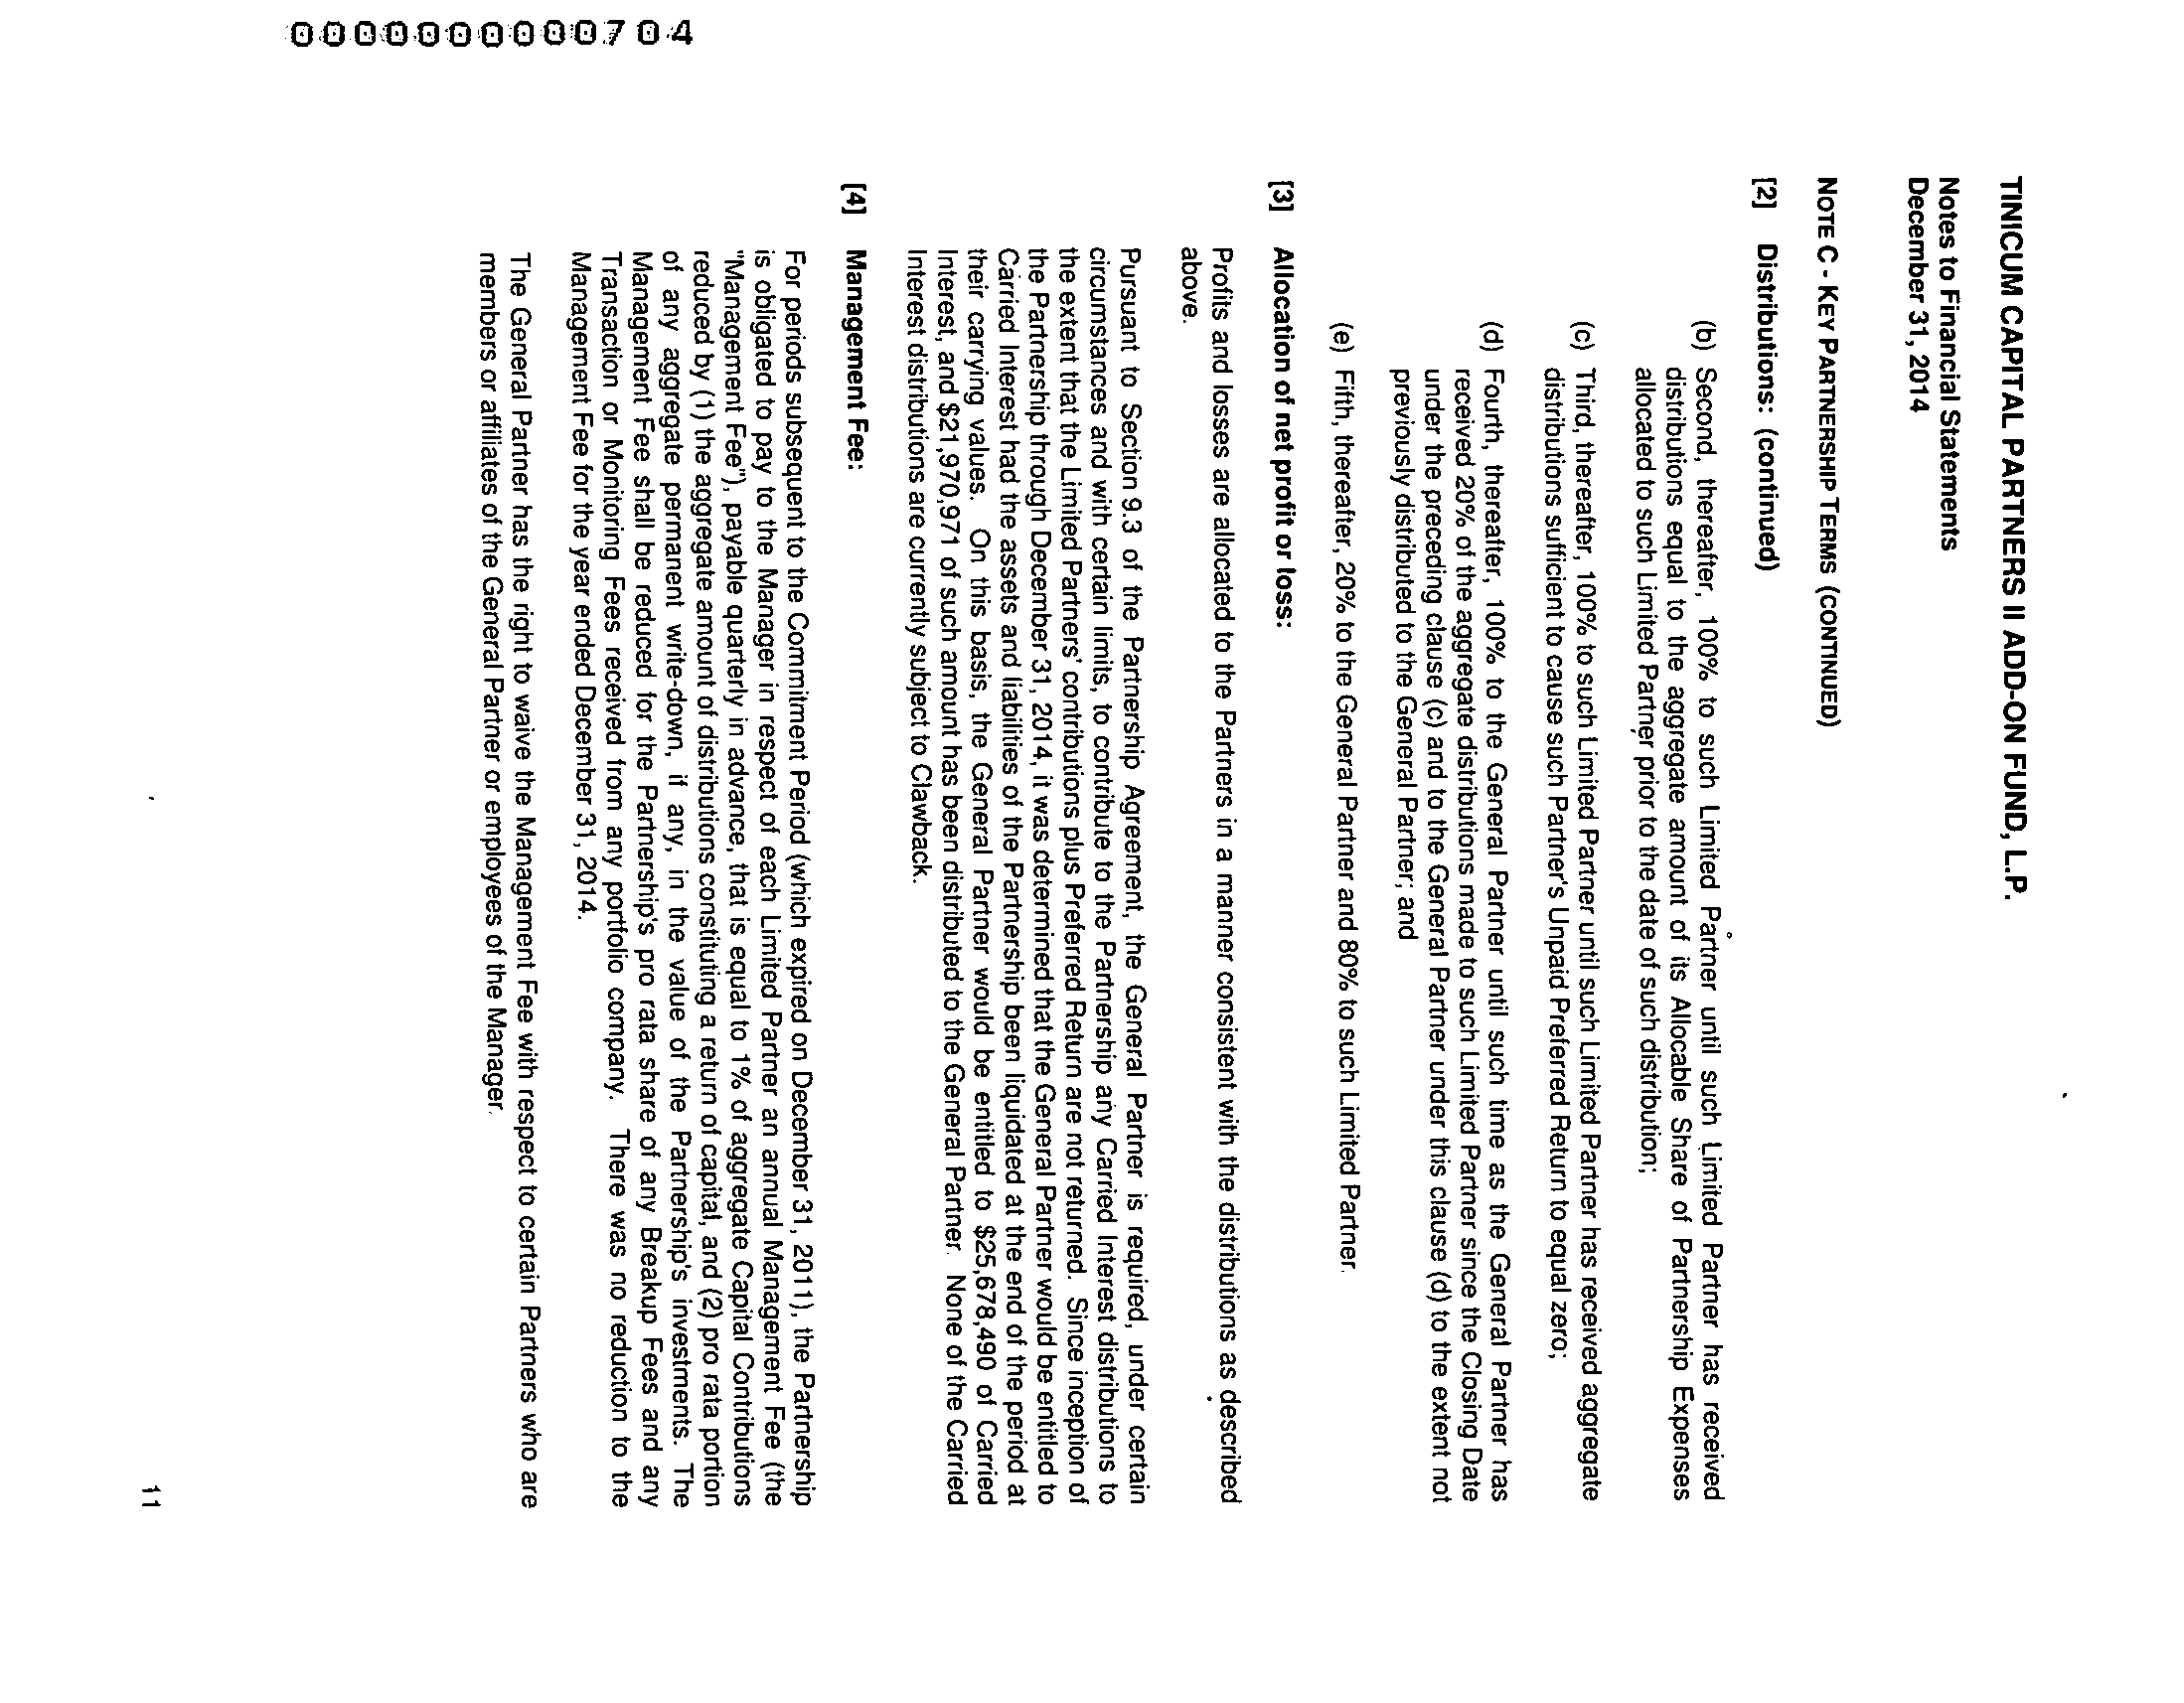 TINICUM CAPITAL PARTNERS II ADD-ON FUND, L.P.
Notes to Financial Statements
December 31, 2014
NOTE C - KEY PARTNERSHIP TERMS (CONTINUED)
[2] Distributions: (continued)
(b) Second, thereafter, 100% to such Limited Partner until such Limited Partner has received
distributions equal to the aggregate amount of its Allocable Share of Partnership Expenses
allocated to such Limited Partner prior to the date of such distribution;
(c) Third, thereafter, 100% to such Limited Partner until such Limited Partner has received aggregate
distributions sufficient to cause such Partner's Unpaid Preferred Return to equal zero;
(d) Fourth, thereafter, 100% to the General Partner until such time as the General Partner has
received 20% of the aggregate distributions made to such Limited Partner since the Closing Date
under the preceding clause (c) and to the General Partner under this clause (d) to the extent not
previously distributed to the General Partner; and
(e) Fifth, thereafter, 20% to the General Partner and 80% to such Limited Partner.
[3] Allocation of net profit or loss:
Profits and losses are allocated to the Partners in a manner consistent with the distributions as described
above.
Pursuant to Section 9.3 of the Partnership Agreement, the General Partner is required, under certain
circumstances and with certain limits, to contribute to the Partnership any Carried Interest distributions to
the extent that the Limited Partners' contributions plus Preferred Return are not returned. Since inception of
the Partnership through December 31, 2014, it was determined that the General Partner would be entitled to
Carried Interest had the assets and liabilities of the Partnership been liquidated at the end of the period at
their carrying values. On this basis, the General Partner would be entitled to $25,678,490 of Carried
Interest, and $21,970,971 of such amount has been distributed to the General Partner. None of the Carried
Interest distributions are currently subject to Clawback.
[4] Management Fee:
For periods subsequent to the Commitment Period (which expired on December 31, 2011), the Partnership
is obligated to pay to the Manager in respect of each Limited Partner an annual Management Fee (the
"Management Fee"), payable quarterly in advance, that is equal to 1% of aggregate Capital Contributions
reduced by (1) the aggregate amount of distributions constituting a return of capital, and (2) pro rata portion
of any aggregate permanent write-down, if any, in the value of the Partnership's investments. The
Management Fee shall be reduced for the Partnership's pro rata share of any Breakup Fees and any
Transaction or Monitoring Fees received from any portfolio company. There was no reduction to the
Management Fee for the year ended December 31, 2014.
The General Partner has the right to waive the Management Fee with respect to certain Partners who are
members or affiliates of the General Partner or employees of the Manager.
11
0000000000704